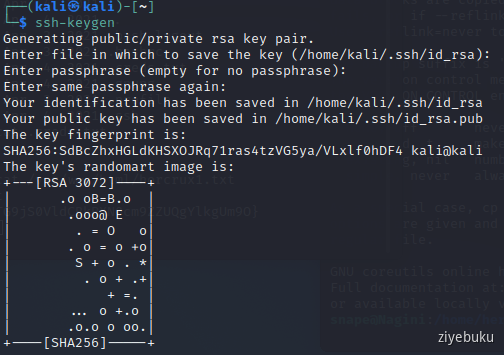 ┌──(kali㉿kali)-[~]
└─$ ssh-keygen
Generating public/private rsa key pair.
Enter file in which to save the key (/home/kali/.ssh/id_rsa):
Enter passphrase (empty for no passphrase):
Enter same passphrase again:
Your identification has been saved in /home/kali/.ssh/id_rsa
Your public key has been saved in /home/kali/.ssh/id_rsa.pub
The key fingerprint is:
SHA256:SdBcZhxHGLdKHSXOJRq71ras4tzVG5ya/VLxlf0hDF4 kali@kali
The key's randomart image is:
+---[RSA 3072]----+
|      .o oB=B.o  |
|       .ooo@ E   |
|        . = O   o|
|       . o = o +o|
|        S + o . *|
|         . o + .+|
|            + =. |
|       ... o +.o |
|       .o.o o oo.|
+----[SHA256]-----+
ziyebuku